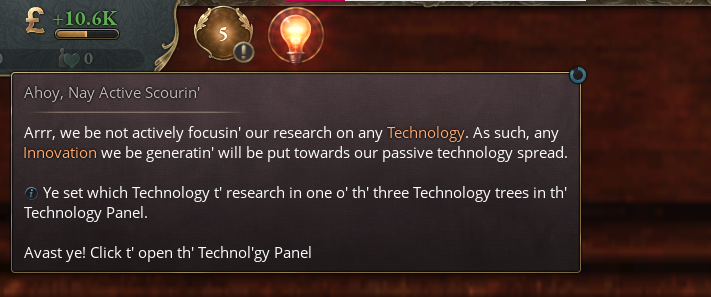 £ +10.6K
5
0
Ahoy, Nay Active Scourin'
Arrr, we be not actively focusin' our research on any Technology. As such, any
Innovation we be generatin' will be put towards our passive technology spread.
Ye set which Technology t' research in one o' th' three Technology trees in th'
Technology Panel.
Avast ye! Click t' open th' Technol'gy Panel